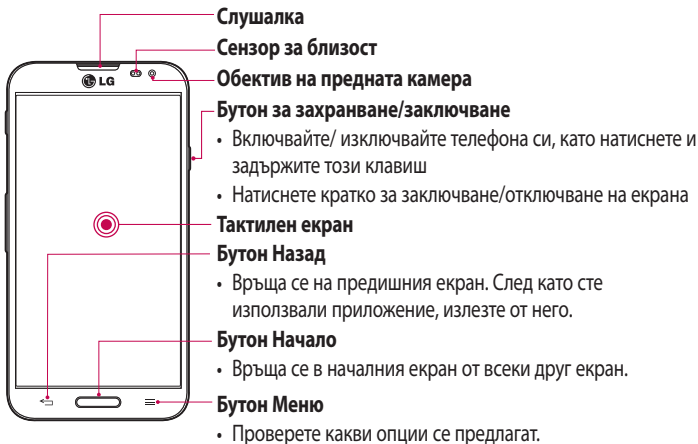 Слушалка
Сензор за близост
LG
Обектив на предната камера
Бутон за захранване/заключване
• Включвайте/ изключвайте телефона си, като натиснете и
задържите този клавиш
• Натиснете кратко за заключване/отключване на екрана
Тактилен екран
Бутон Назад
• Връща се на предишния екран. След като сте
използвали приложение, излезте от него.
Бутон Начало
• Връща се в началния екран от всеки друг екран.
Бутон Меню
• Проверете какви опции се предлагат.